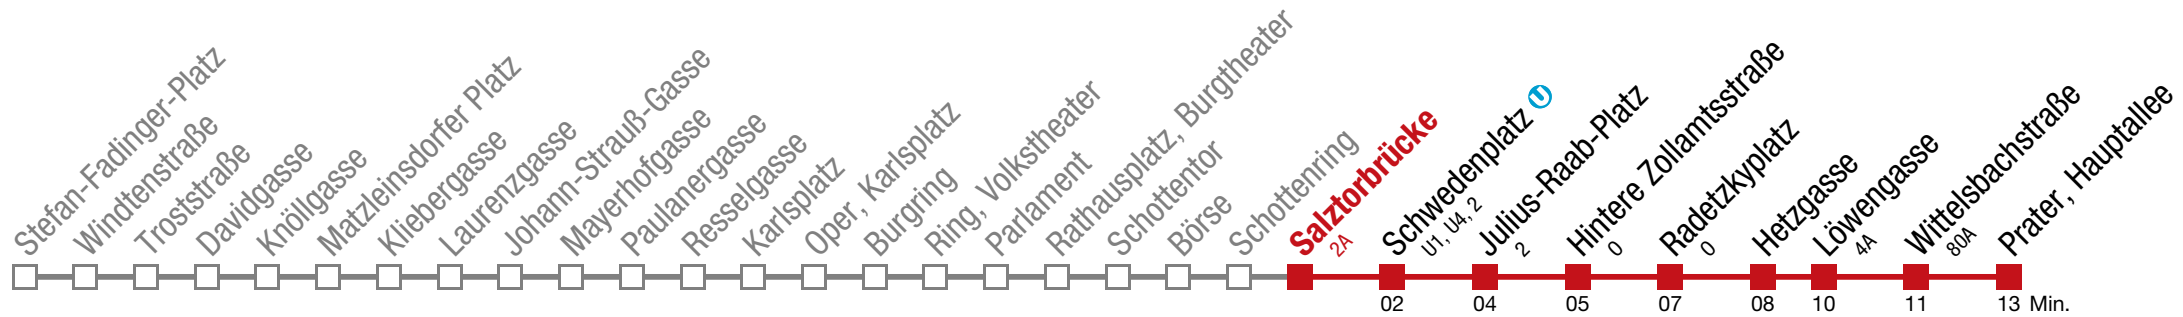 Stefan-Fadinger-Platz
Windtenstraße
Troststraße
Davidgasse
Knöllgasse
Matzleinsdorfer Platz
Kliebergasse
Laurenzgasse
Johann-Strauß-Gasse
Mayerhofgasse
Paulanergasse
Resselgasse
Karlsplatz
Oper, Karlsplatz
Burgring
Ring, Volkstheater
Parlament
Rathausplatz, Burgtheater
Schottentor
Börse
Schottenring
Salztorbrücke
2A
Schwedenplatz U
U1, U4, 2
Julius-Raab-Platz
2
Hintere Zollamtsstraße
O
Radetzkyplatz
O
Hetzgasse
Löwengasse
4A
Wittelsbachstraße
80A
Prater, Hauptallee
02 04 05 07 08 10 11 13 Min.